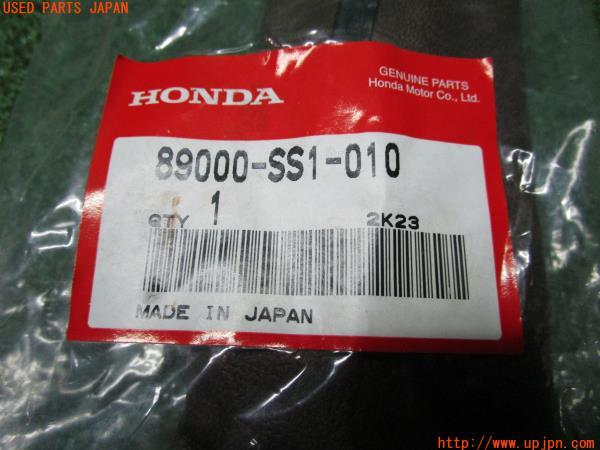 USED PARTS JAPAN
HONDA
GENUINE PARTS
Honda Motor Co., Ltd.
89000-SS1-010
QTY 1
2K23
MADE IN JAPAN
http://www.upjpn.com/